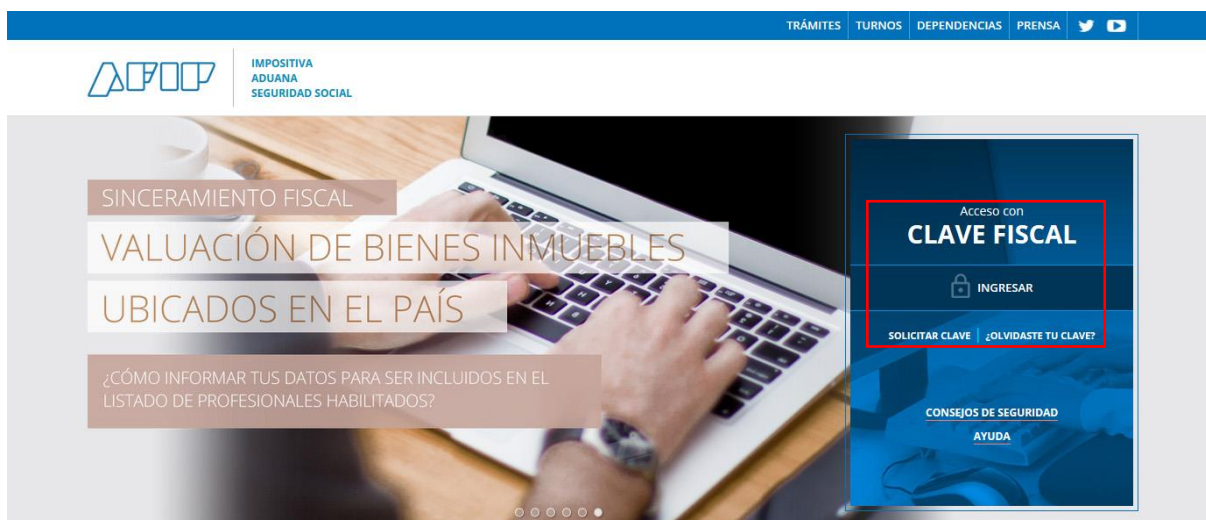 TRÁMITES TURNOS DEPENDENCIAS PRENSA
AFIP
IMPOSITIVA
ADUANA
SEGURIDAD SOCIAL
SINCERAMIENTO FISCAL
VALUACIÓN DE BIENES INMUEBLES
UBICADOS EN EL PAÍS
¿CÓMO INFORMAR TUS DATOS PARA SER INCLUIDOS EN EL
LISTADO DE PROFESIONALES HABILITADOS?
Acceso con
CLAVE FISCAL
INGRESAR
SOLICITAR CLAVE ¿OLVIDASTE TU CLAVE?
CONSEJOS DE SEGURIDAD
AYUDA